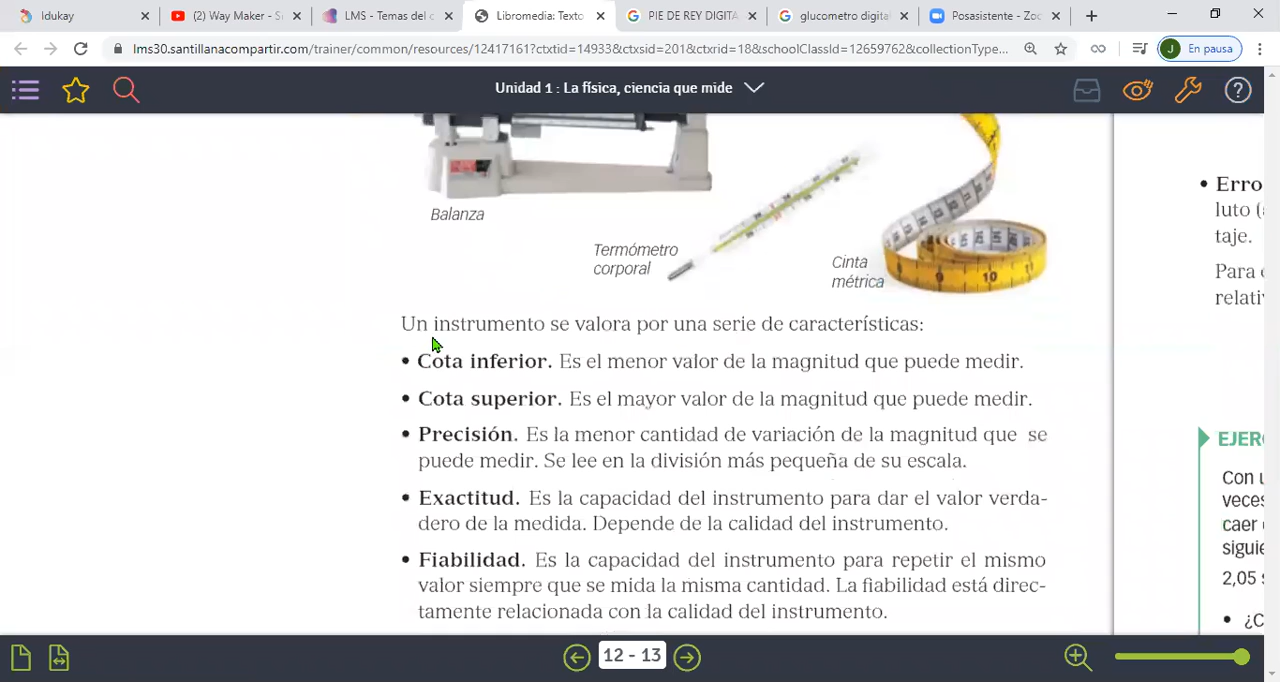 Idukay
(2) Way Maker - S
LMS - Temas del c
Libromedia: Texto
PIE DE REY DIGITA
glucometro digita
Posasistente - Zo
lms30.santillanacompartir.com/trainer/common/resources/12417161?ctxtid=14933&ctxsid=201&ctxrid=18&schoolClassId=12659762&collectionType...
J
En pausa
Unidad 1 : La física, ciencia que mide
Balanza
Termómetro
corporal
Cinta
métrica
9
10
Un instrumento se valora por una serie de características:
• Cota inferior. Es el menor valor de la magnitud que puede medir.
• Cota superior. Es el mayor valor de la magnitud que puede medir.
• Precisión. Es la menor cantidad de variación de la magnitud que se
puede medir. Se lee en la división más pequeña de su escala.
• Exactitud. Es la capacidad del instrumento para dar el valor verda-
dero de la medida. Depende de la calidad del instrumento.
• Fiabilidad. Es la capacidad del instrumento para repetir el mismo
valor siempre que se mida la misma cantidad. La fiabilidad está direc-
tamente relacionada con la calidad del instrumento.
• Erro
luto (
taje.
Para
relati
EJER
Con u
veces
caer
siguie
2,05 s
• ¿C
12 - 13